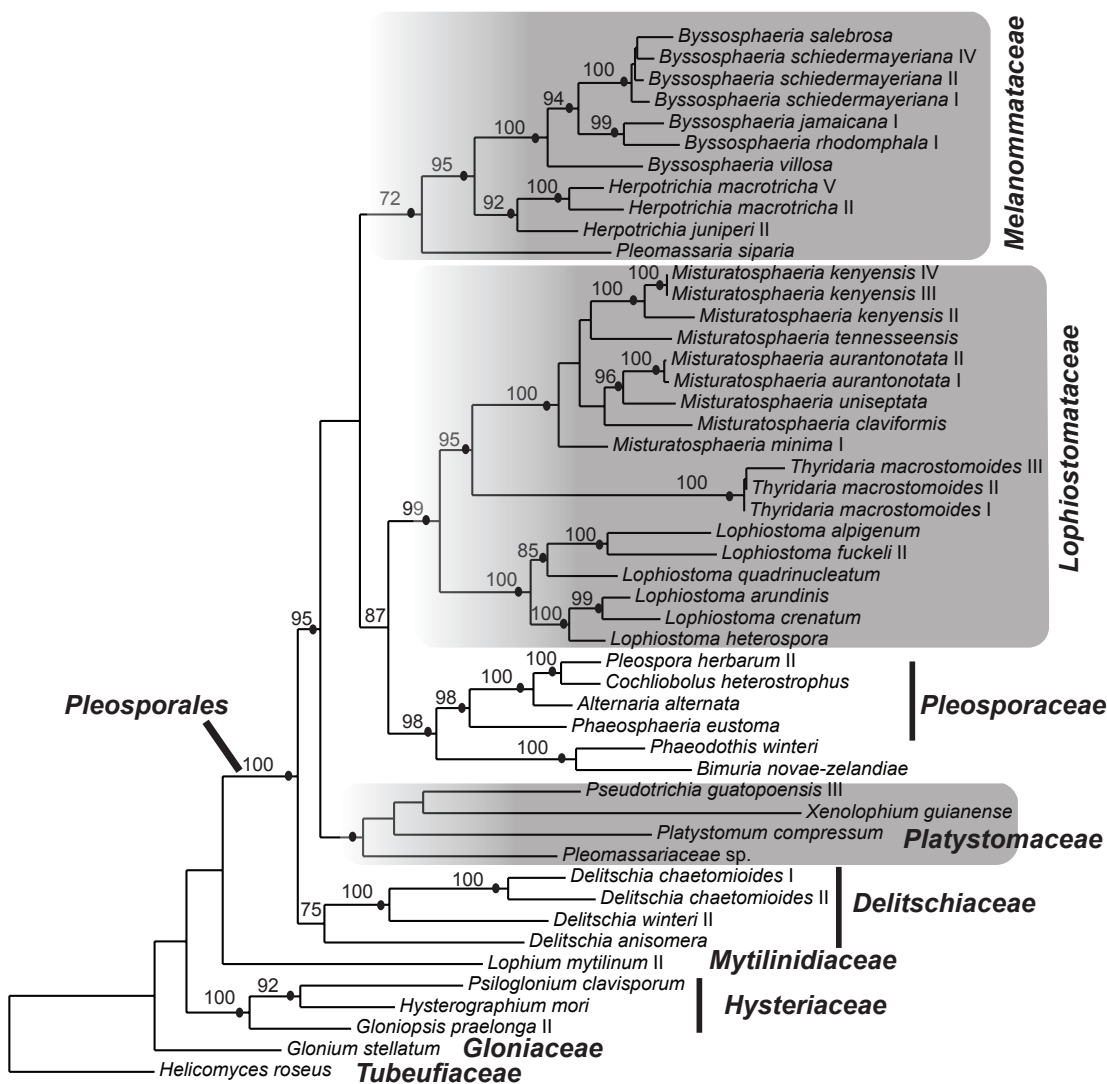 Byssosphaeria salebrosa
Byssosphaeria schiedermayeriana IV
100
Byssosphaeria schiedermayeriana II
94
Byssosphaeria schiedermayeriana I
Byssosphaeria jamaicana I
100
99
Byssosphaeria rhodomphala I
95
Byssosphaeria villosa
100
Herpotrichia macrotricha V
72
92
Herpotrichia macrotricha II
Herpotrichia juniperi II
Pleomassaria siparia
Melanommataceae
100
Misturatosphaeria kenyensis IV
100
Misturatosphaeria kenyensis III
Misturatosphaeria kenyensis II
Misturatosphaeria tennesseensis
100
Misturatosphaeria aurantonotata II
96
Misturatosphaeria aurantonotata I
100
Misturatosphaeria uniseptata
Misturatosphaeria claviformis
95
Misturatosphaeria minima I
Thyridaria macrostomoides III
100
Thyridaria macrostomoides II
99
Thyridaria macrostomoides I
100
Lophiostoma alpigenum
85
Lophiostoma fuckeli II
100
Lophiostoma quadrinucleatum
99
Lophiostoma arundinis
100
Lophiostoma crenatum
Lophiostoma heterospora
Lophiostomataceae
95
87
100
Pleospora herbarum II
100
Cochliobolus heterostrophus
98
Alternaria alternata
98
Phaeosphaeria eustoma
Pleosporaceae
100
Phaeodothis winteri
Bimuria novae-zelandiae
Pleosporales
100
Pseudotrichia guatopoensis III
Xenolophium guianense
Platystomum compressum
Platystomaceae
Pleomassariaceae sp.
100
Delitschia chaetomioides I
100
Delitschia chaetomioides II
75
Delitschia winteri II
Delitschia anisomera
Delitschiaceae
Lophium mytilinum II
Mytilinidiaceae
92
Psiloglonium clavisporum
100
Hysterographium mori
Gloniopsis praelonga II
Hysteriaceae
Glonium stellatum
Gloniaceae
Helicomyces roseus
Tubeufiaceae